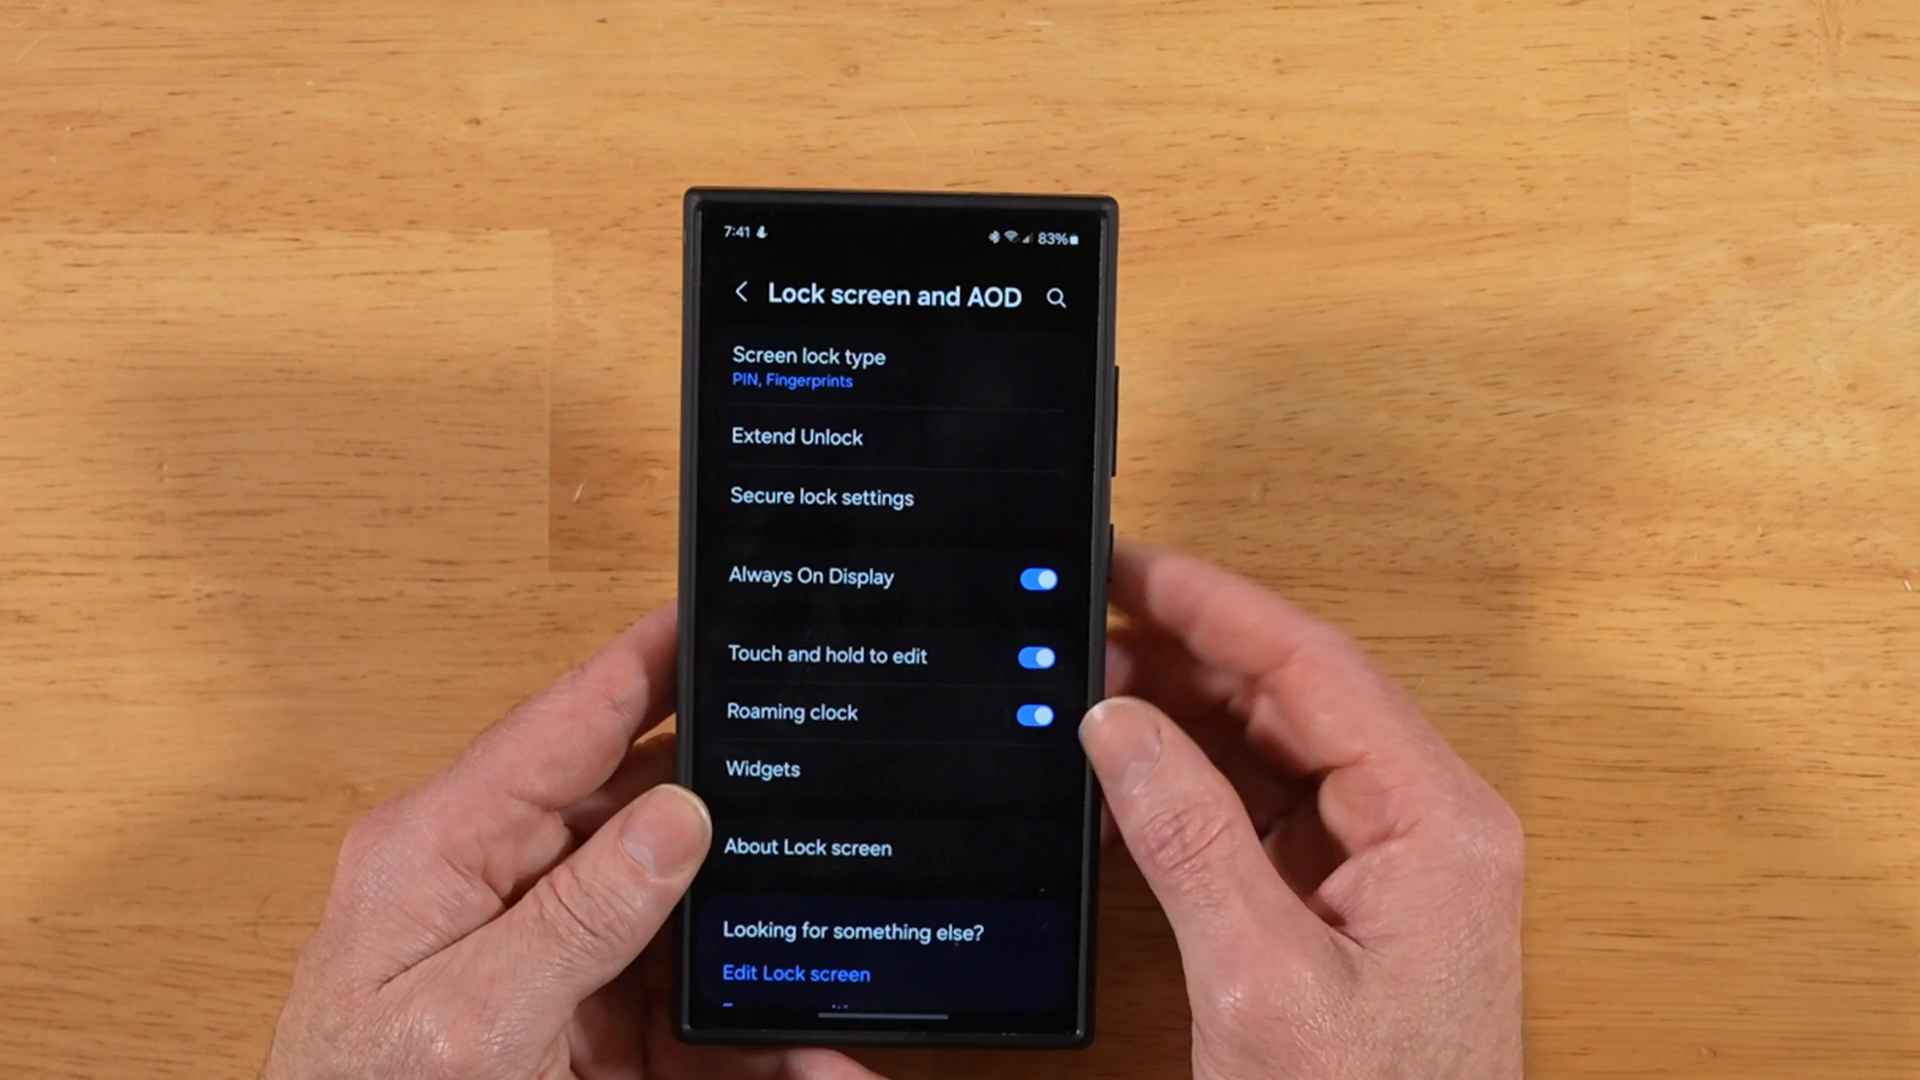 7:41
83%
Lock screen and AOD
Screen lock type
PIN, Fingerprints
Extend Unlock
Secure lock settings
Always On Display
Touch and hold to edit
Roaming clock
Widgets
About Lock screen
Looking for something else?
Edit Lock screen